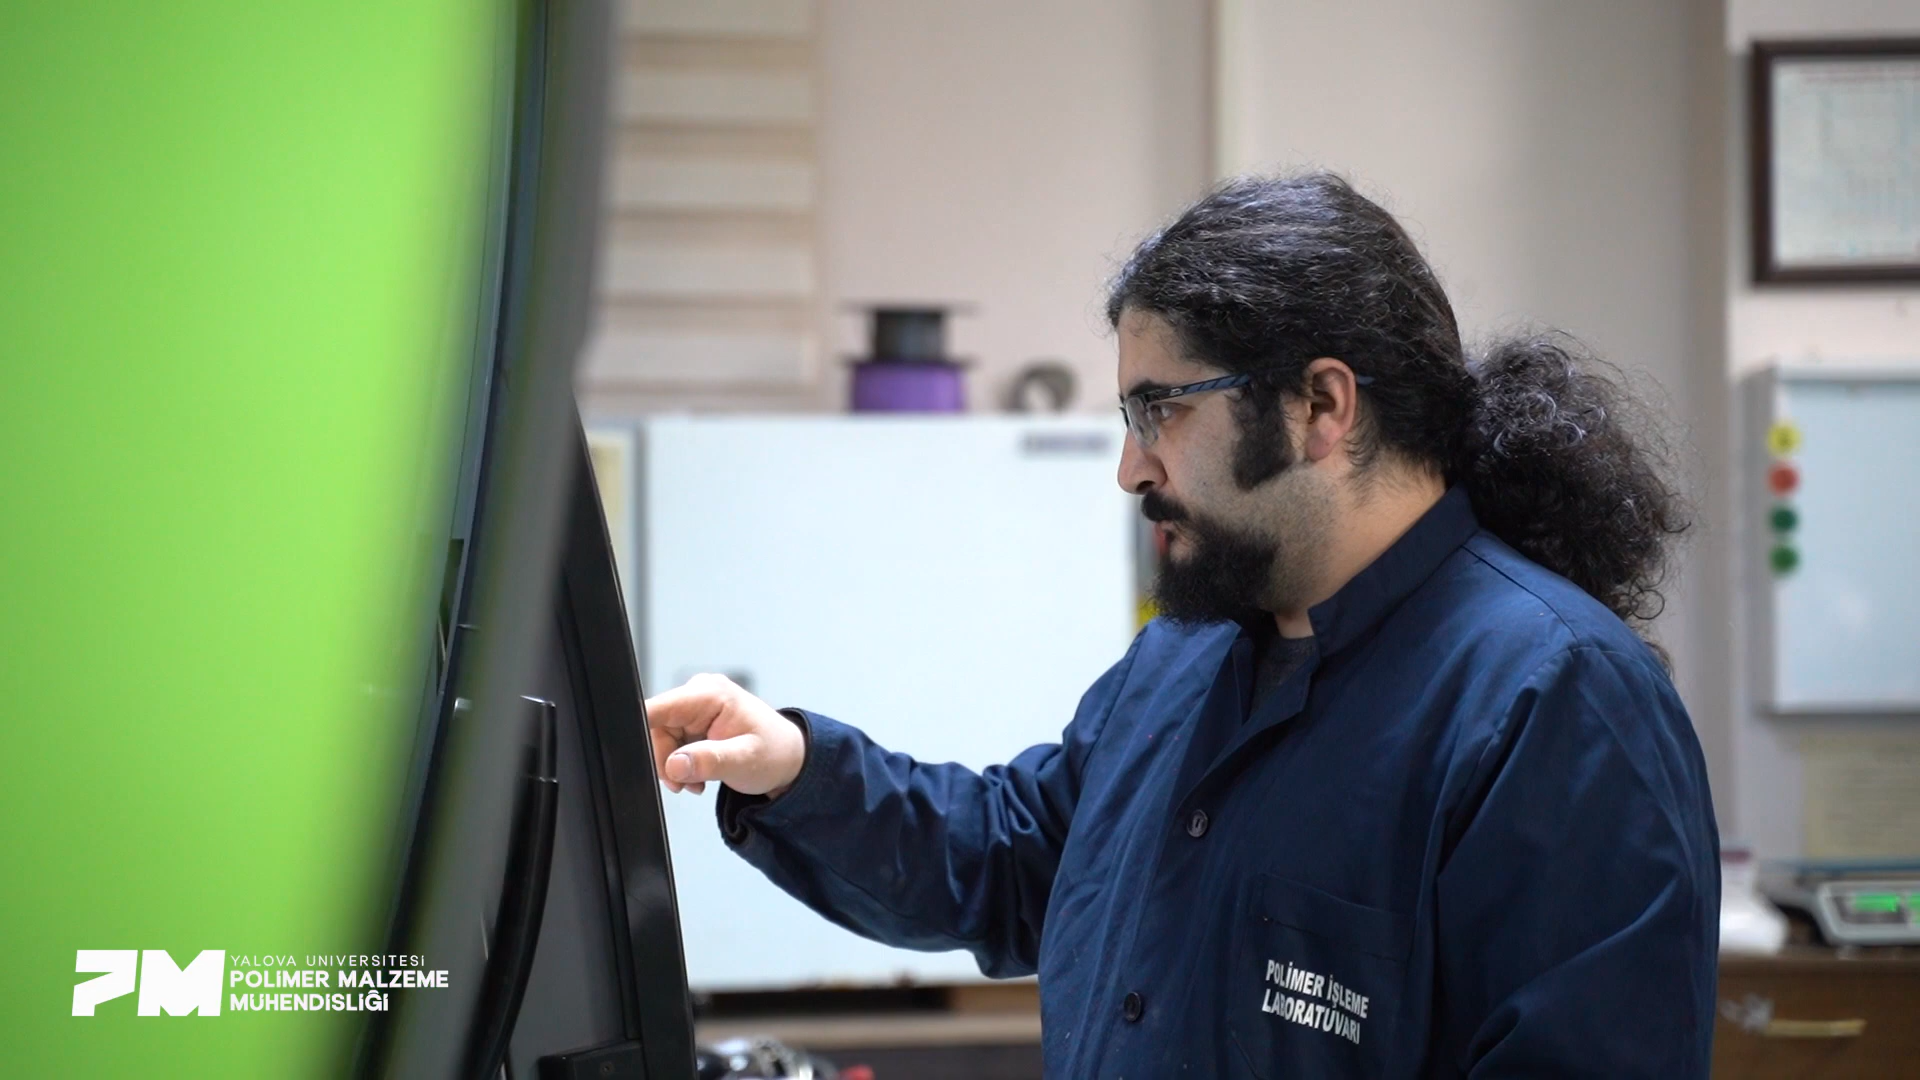 YALOVA ÜNİVERSİTESİ
POLİMER MALZEME
MÜHENDİSLİĞİ
POLİMER İŞLEME
LABORATUVARI
PM